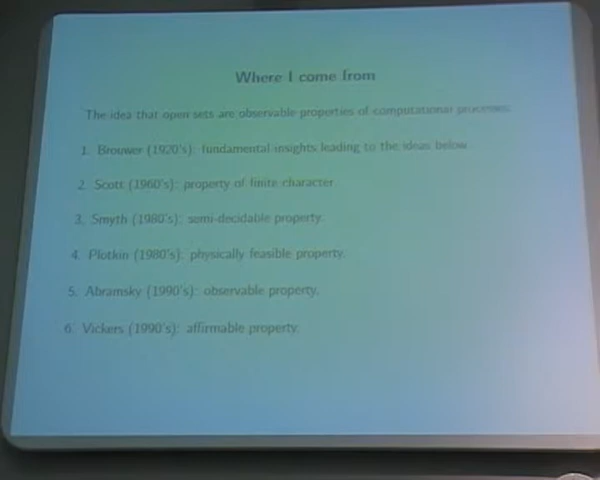 Where I come from
The idea that open sets are observable properties of computational processes.
1. Brouwer (1920's): fundamental insights leading to the ideas below.
2. Scott (1960's): property of finite character.
3. Smyth (1980's): semi-decidable property.
4. Plotkin (1980's): physically feasible property.
5. Abramsky (1990's): observable property.
6. Vickers (1990's): affirmable property.